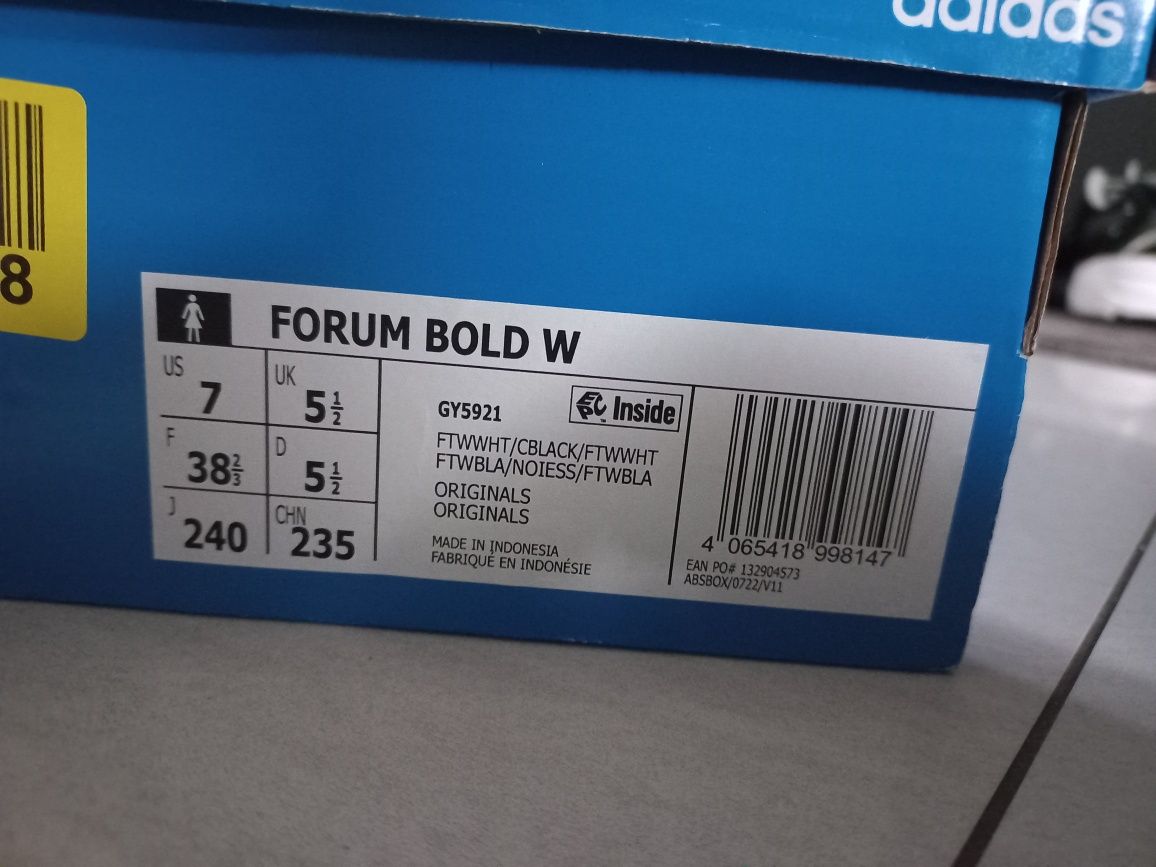 adidas
8
FORUM BOLD W
US 7
UK 5 1/2
F 38 2/3
D 5 1/2
J 240
CHN 235
GY5921
EPC Inside
FTWWHT/CBLACK/FTWWHT
FTWBLA/NOIESS/FTWBLA
ORIGINALS
ORIGINALS
MADE IN INDONESIA
FABRIQUÉ EN INDONÉSIE
4 065418 998147
EAN PO# 132904573
ABSBOX/0722/V11